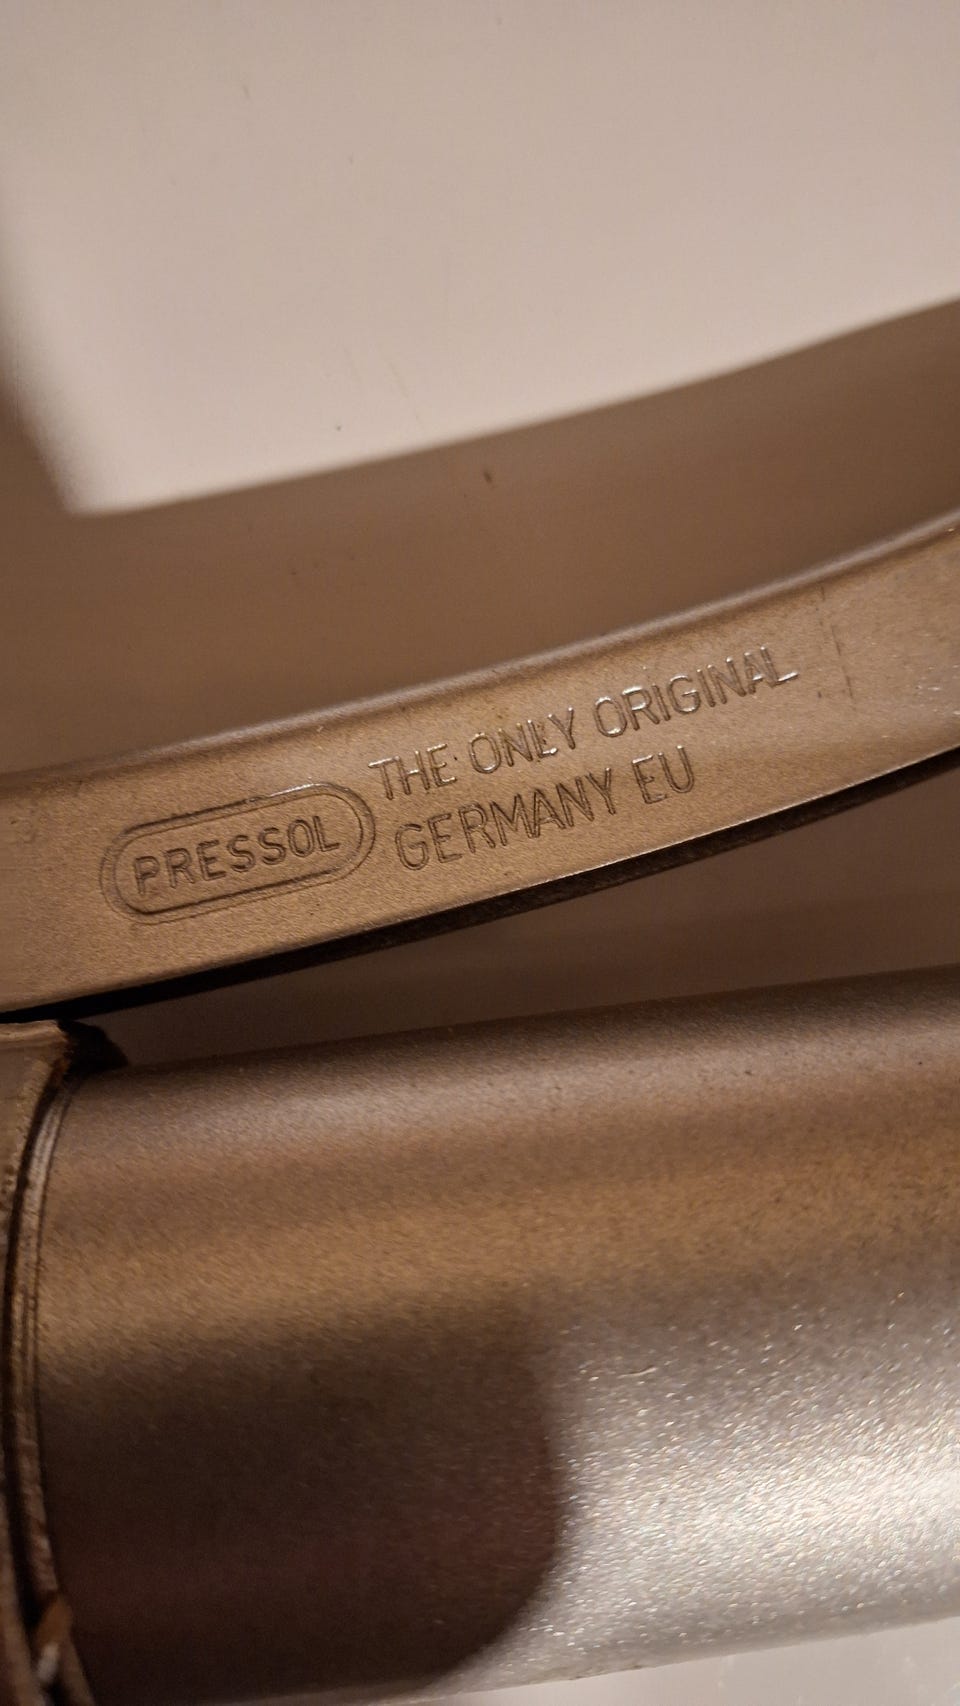 PRESSOL
THE ONLY ORIGINAL
GERMANY EU